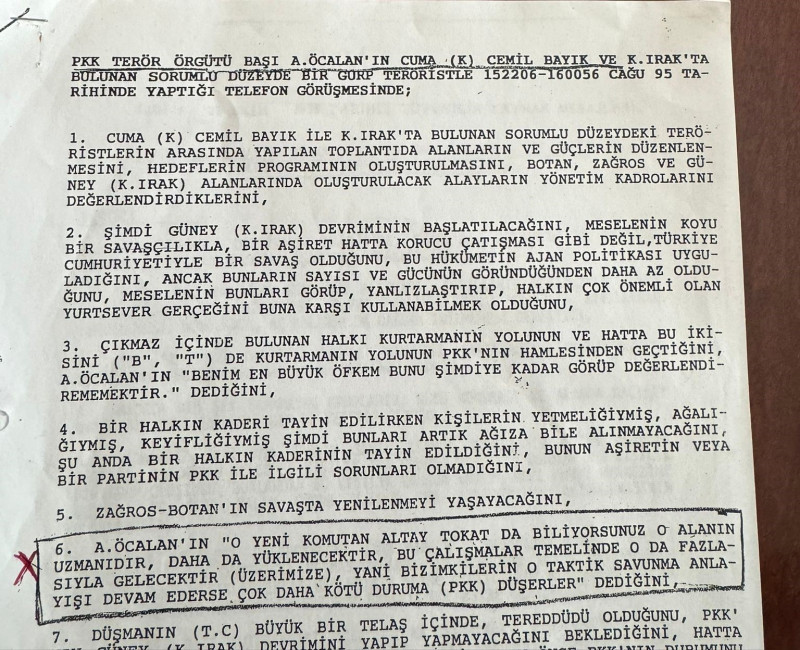 PKK TERÖR ÖRGÜTÜ BAŞI A.ÖCALAN'IN CUMA (K) CEMİL BAYIK VE K.IRAK'TA
BULUNAN SORUMLU DÜZEYDE BİR GURP TERÖRİSTLE 152206-160056 CAĞU 95 TA-
RİHİNDE YAPTIĞI TELEFON GÖRÜŞMESİNDE;
1. CUMA (K) CEMİL BAYIK İLE K.IRAK'TA BULUNAN SORUMLU DÜZEYDEKİ TERÖ-
RİSTLERİN ARASINDA YAPILAN TOPLANTIDA ALANLARIN VE GÜÇLERİN DÜZENLEN-
MESİNİ, HEDEFLERİN PROGRAMININ OLUŞTURULMASINI, BOTAN, ZAĞROS VE GÜ-
NEY (K.IRAK) ALANLARINDA OLUŞTURULACAK ALAYLARIN YÖNETİM KADROLARINI
DEĞERLENDİRDİKLERİNİ,
2. ŞİMDİ GÜNEY (K.IRAK) DEVRİMİNİN BAŞLATILACAĞINI, MESELENİN KOYU
BİR SAVAŞÇILIKLA, BİR AŞİRET HATTA KORUCU ÇATIŞMASI GİBİ DEĞİL,TÜRKİYE
CUMHURİYETİYLE BİR SAVAŞ OLDUĞUNU, BU HÜKÜMETİN AJAN POLİTİKASI UYGU-
LADIĞINI, ANCAK BUNLARIN SAYISI VE GÜCÜNÜN GÖRÜNDÜĞÜNDEN DAHA AZ OLDU-
ĞUNU, MESELENİN BUNLARI GÖRÜP, YANLIZLAŞTIRIP, HALKIN ÇOK ÖNEMLİ OLAN
YURTSEVER GERÇEĞİNİ BUNA KARŞI KULLANABİLMEK OLDUĞUNU,
3. ÇIKMAZ İÇİNDE BULUNAN HALKI KURTARMANIN YOLUNUN VE HATTA BU İKİ-
SİNİ ("B", "T") DE KURTARMANIN YOLUNUN PKK'NIN HAMLESİNDEN GEÇTİĞİNİ,
A.ÖCALAN'IN "BENİM EN BÜYÜK ÖFKEM BUNU ŞİMDİYE KADAR GÖRÜP DEĞERLENDİ-
REMEMEKTİR." DEDİĞİNİ,
4. BİR HALKIN KADERİ TAYİN EDİLİRKEN KİŞİLERİN YETMELİĞİYMİŞ, AĞALI-
ĞIYMIŞ, KEYİFLİĞİYMİŞ ŞİMDİ BUNLARI ARTIK AĞIZA BİLE ALINMAYACAĞINI,
ŞU ANDA BİR HALKIN KADERİNİN TAYİN EDİLDİĞİNİ, BUNUN AŞİRETİN VEYA
BİR PARTİNİN PKK İLE İLGİLİ SORUNLARI OLMADIĞINI,
5. ZAĞROS-BOTAN'IN SAVAŞTA YENİLENMEYİ YAŞAYACAĞINI,
6. A.ÖCALAN'IN "O YENİ KOMUTAN ALTAY TOKAT DA BİLİYORSUNUZ O ALANIN
UZMANIDIR, DAHA DA YÜKLENECEKTİR, BU ÇALIŞMALAR TEMELİNDE O DA FAZLA-
SIYLA GELECEKTİR (ÜZERİMİZE), YANİ BİZİMKİLERİN O TAKTİK SAVUNMA ANLA-
YIŞI DEVAM EDERSE ÇOK DAHA KÖTÜ DURUMA (PKK) DÜŞERLER" DEDİĞİNİ,
7. DÜŞMANIN (T.C) BÜYÜK BİR TELAŞ İÇİNDE, TEREDDÜDÜ OLDUĞUNU, PKK'
GÜNEY (K.IRAK) DEVRİMİNİ YAPIP YAPMAYACAĞINI BEKLEDİĞİNİ, HATTA
PKK'NIN DURUMUNU